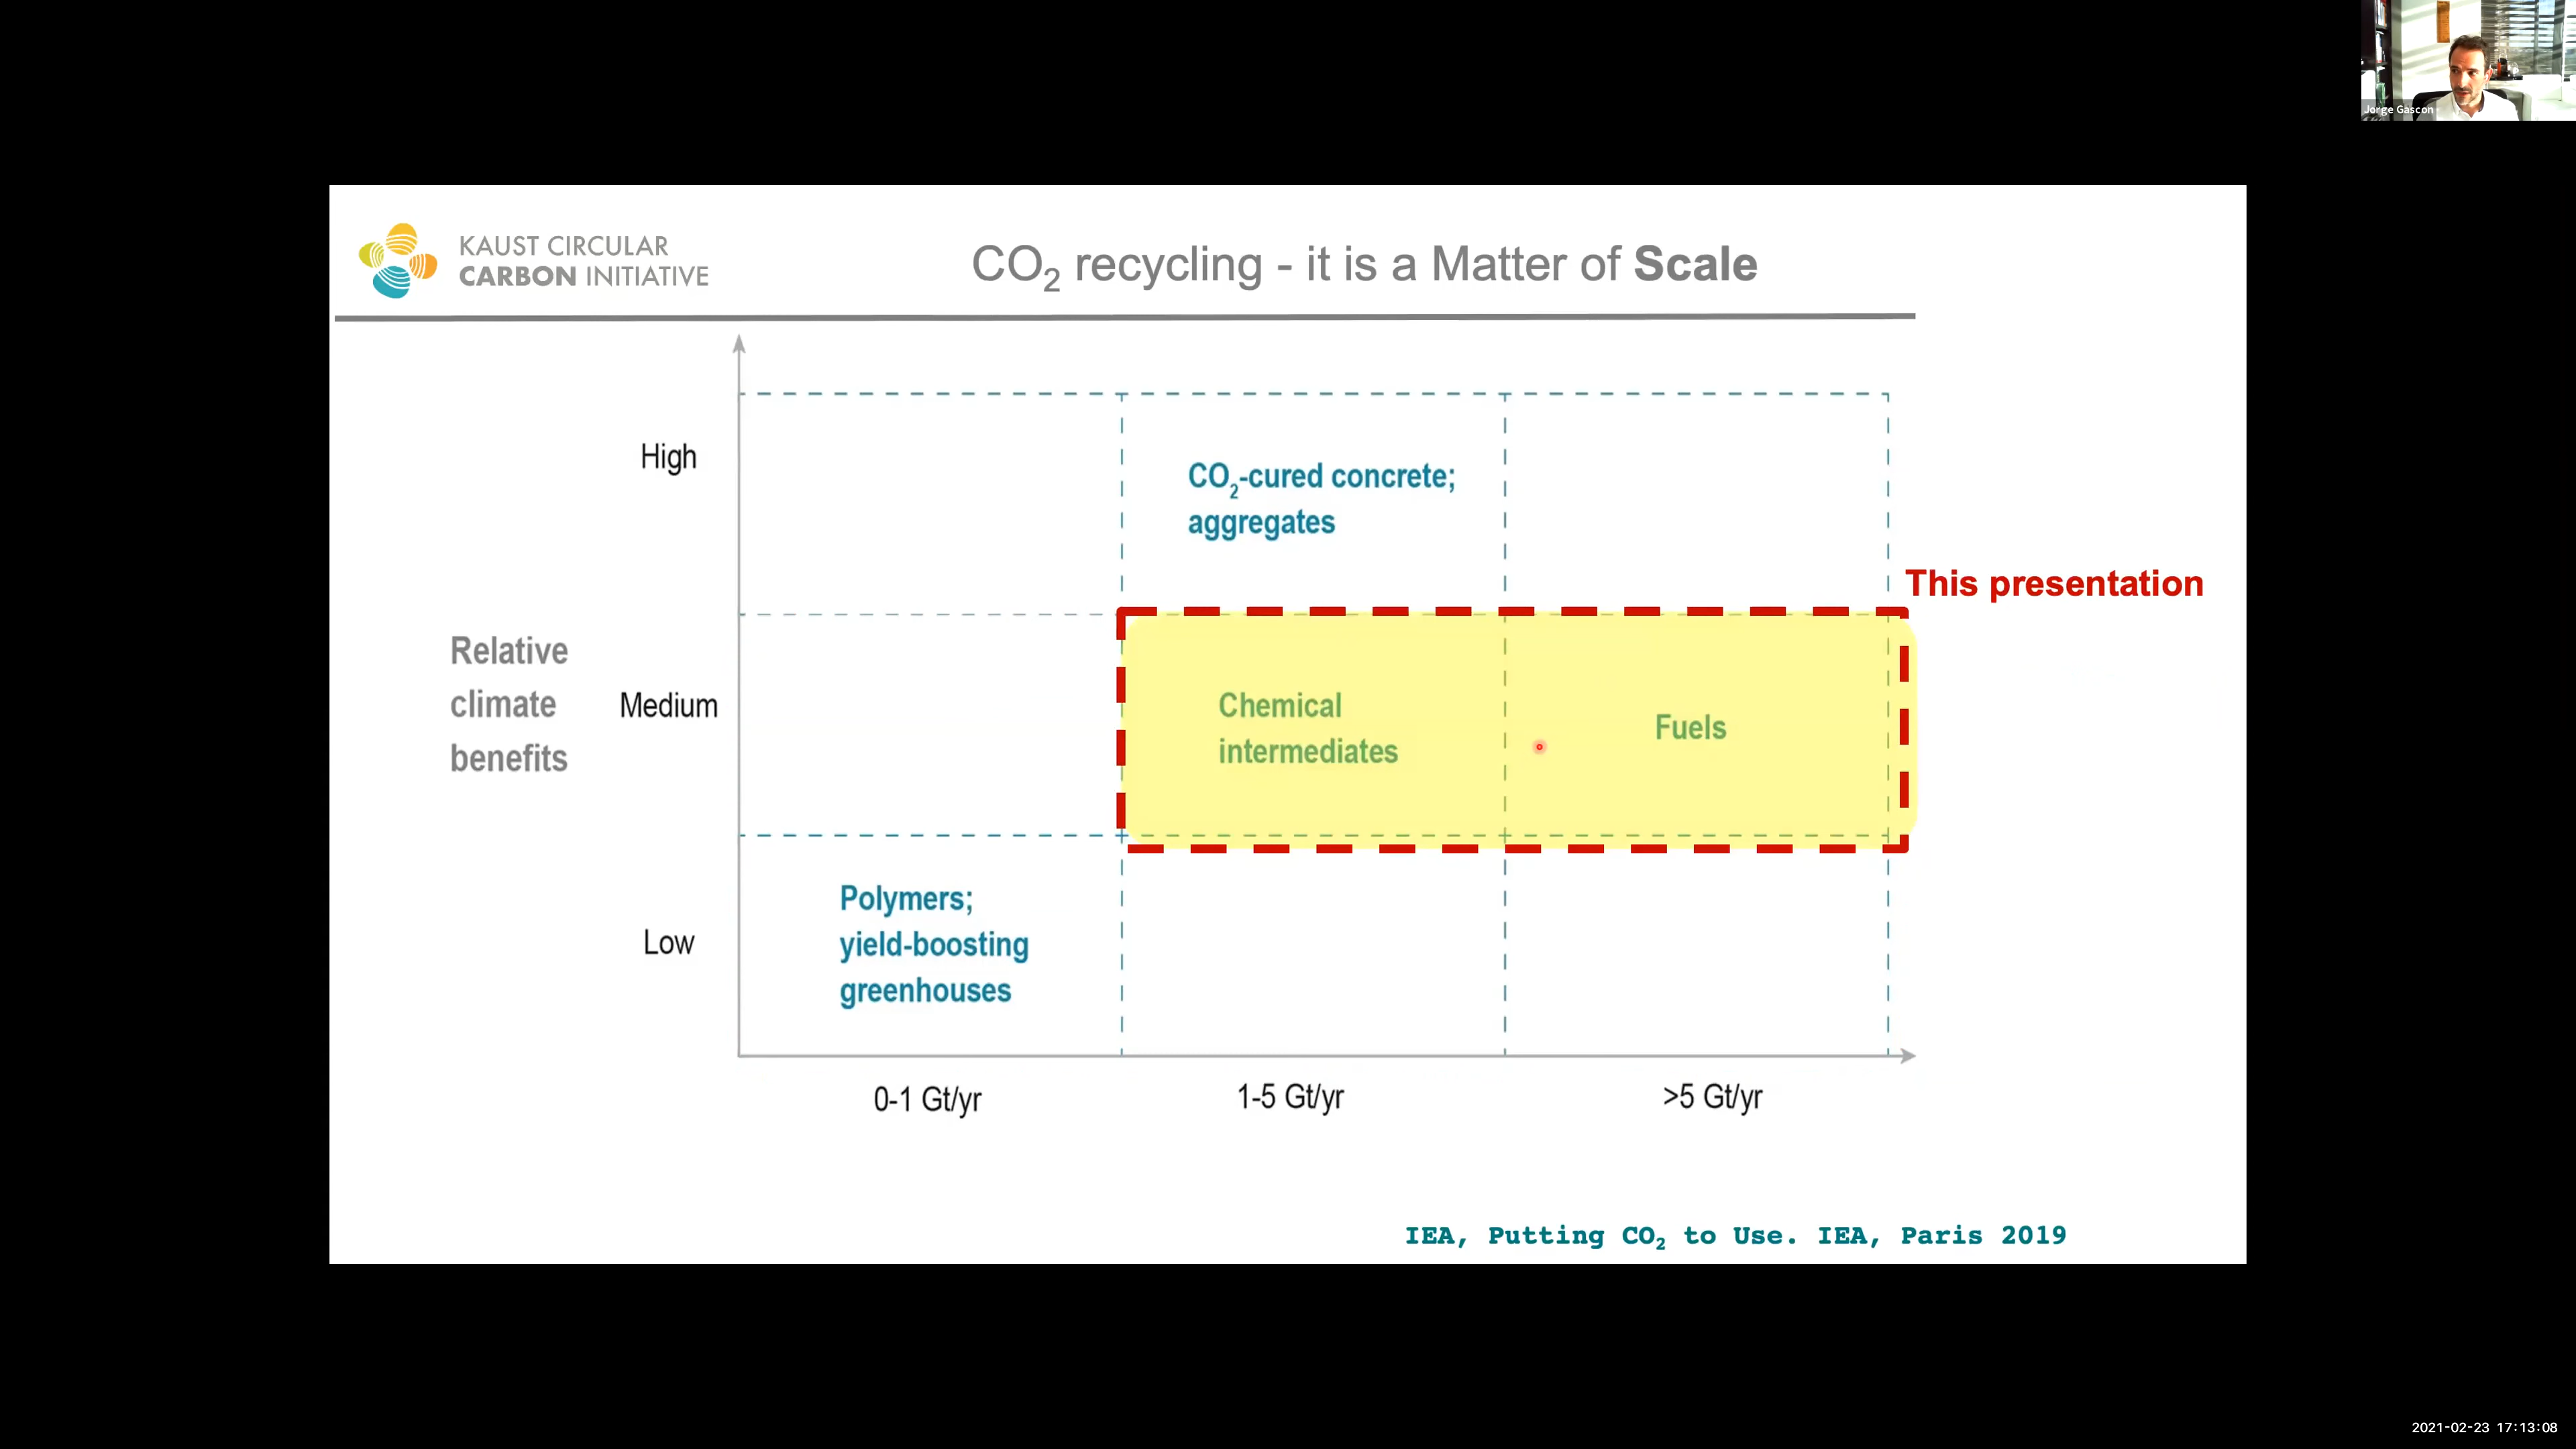 Jorge Gascon
KAUST CIRCULAR
CARBON INITIATIVE
CO2 recycling - it is a Matter of Scale
High
CO2-cured concrete;
aggregates
This presentation
Relative
climate
benefits
Medium
Chemical
intermediates
Fuels
Low
Polymers;
yield-boosting
greenhouses
0-1 Gt/yr
1-5 Gt/yr
>5 Gt/yr
IEA, Putting CO2 to Use. IEA, Paris 2019
2021-02-23 17:13:08